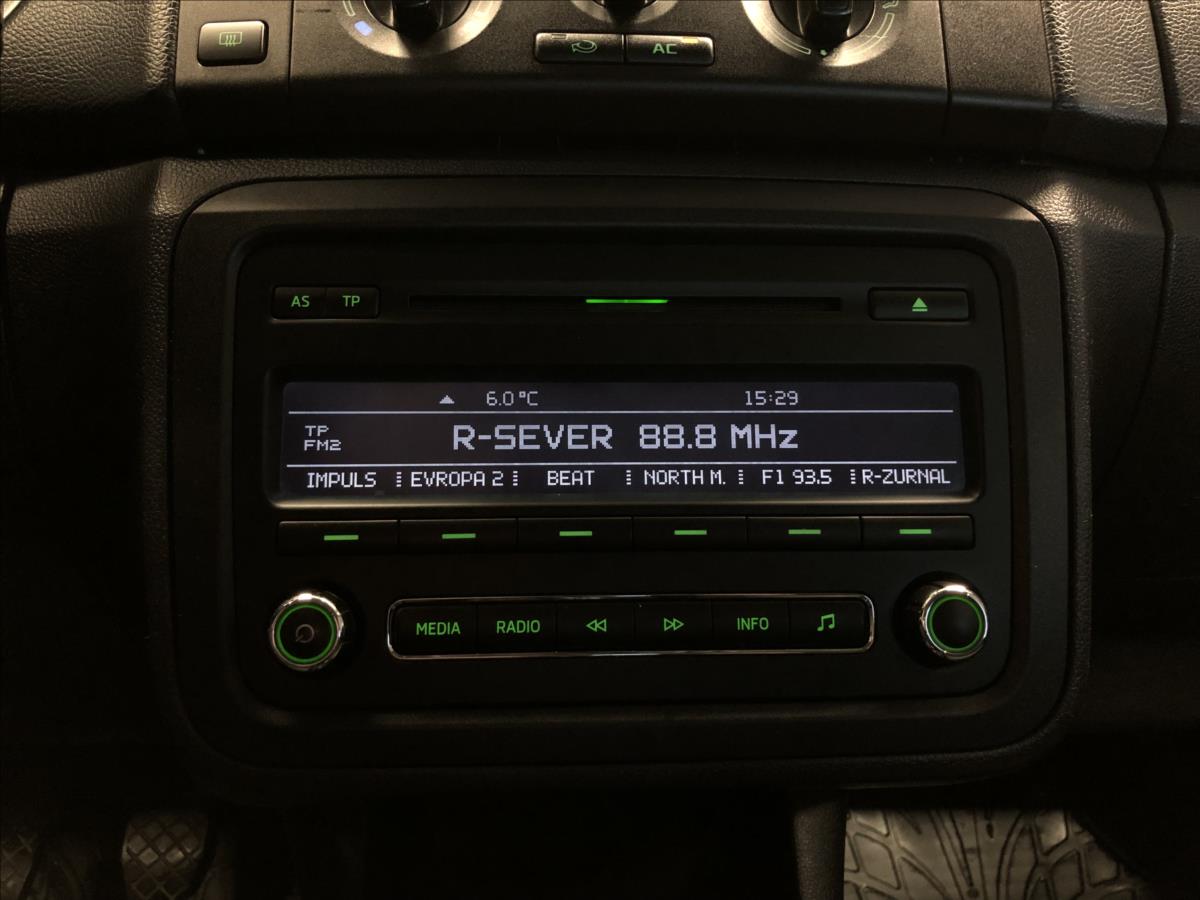 AC
AS TP
6.0 °C 15:29
TP
FM2
R-SEVER 88.8 MHz
IMPULS EVROPA 2 BEAT NORTH M. F1 93.5 R-ZURNAL
MEDIA RADIO INFO